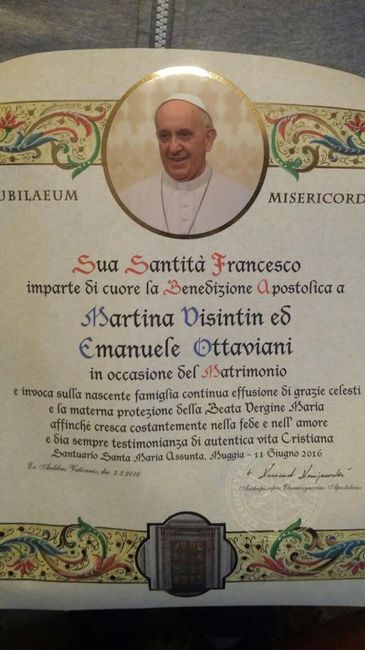 UBILAEUM MISERICORD
Sua Santità Francesco
imparte di cuore la Benedizione Apostolica a
Martina Visintin ed
Emanuele Ottaviani
in occasione del Matrimonio
e invoca sulla nascente famiglia continua effusione di grazie celesti
e la materna protezione della Beata Vergine Maria
affinché cresca costantemente nella fede e nell' amore
e dia sempre testimonianza di autentica vita Cristiana
Santuario Santa Maria Assunta, Muggia - 11 Giugno 2016
Ex Aedibus Vaticanis, die 3.3.2016